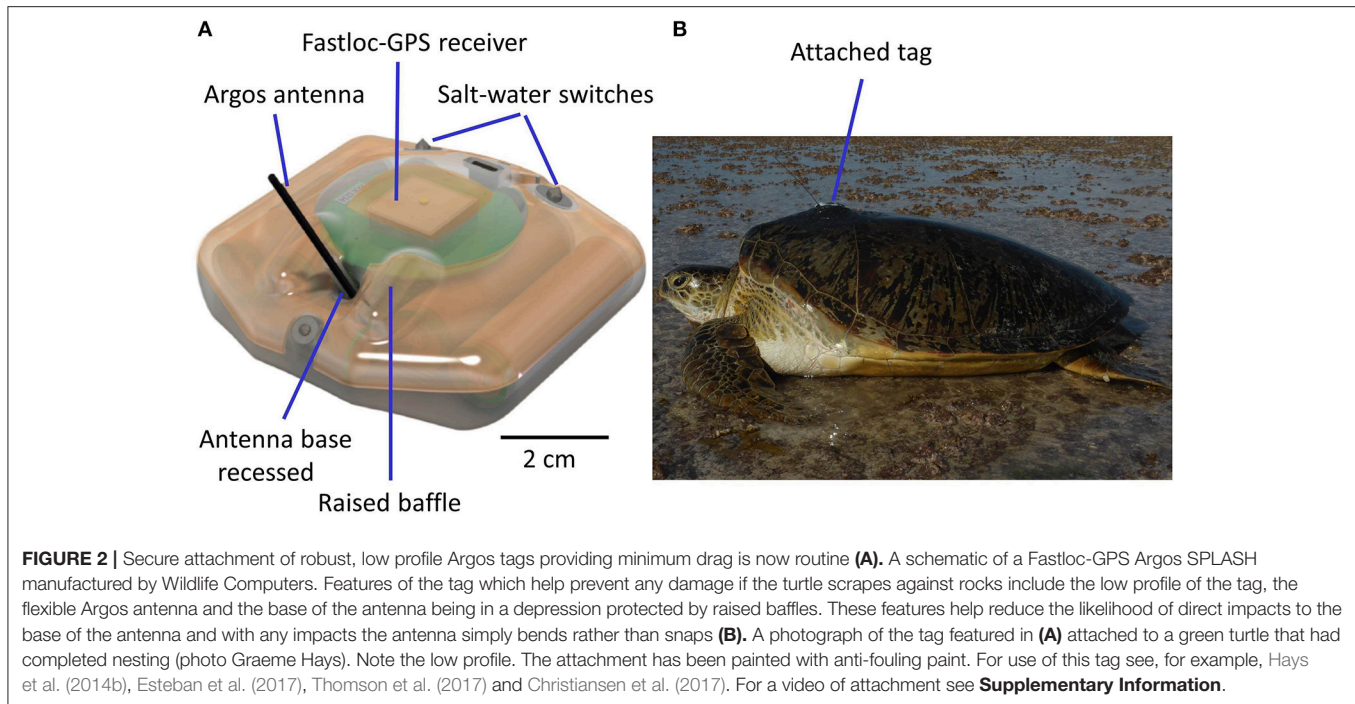 A
B
Fastloc-GPS receiver
Attached tag
Argos antenna
Salt-water switches
Antenna base
recessed
2 cm
Raised baffle
FIGURE 2 | Secure attachment of robust, low profile Argos tags providing minimum drag is now routine (A). A schematic of a Fastloc-GPS Argos SPLASH
manufactured by Wildlife Computers. Features of the tag which help prevent any damage if the turtle scrapes against rocks include the low profile of the tag, the
flexible Argos antenna and the base of the antenna being in a depression protected by raised baffles. These features help reduce the likelihood of direct impacts to the
base of the antenna and with any impacts the antenna simply bends rather than snaps (B). A photograph of the tag featured in (A) attached to a green turtle that had
completed nesting (photo Graeme Hays). Note the low profile. The attachment has been painted with anti-fouling paint. For use of this tag see, for example, Hays
et al. (2014b), Esteban et al. (2017), Thomson et al. (2017) and Christiansen et al. (2017). For a video of attachment see Supplementary Information.